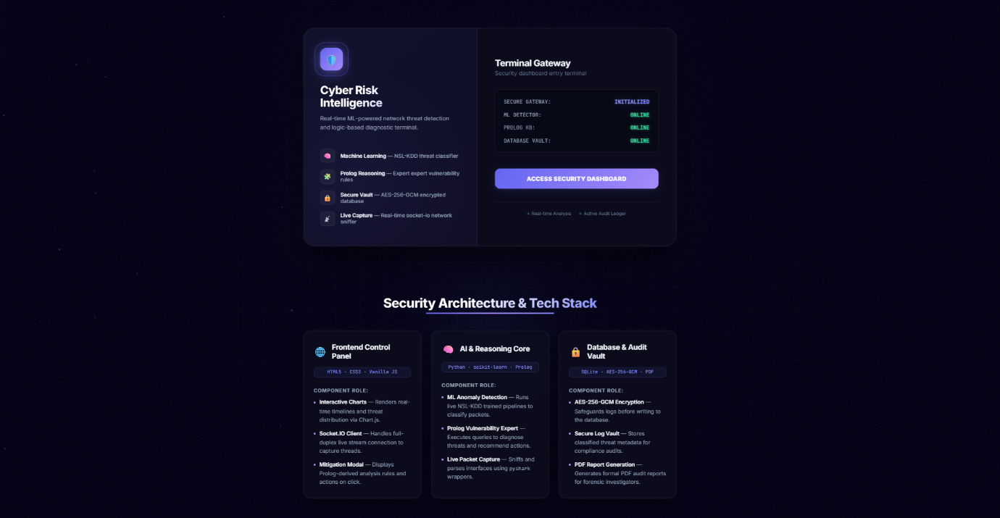 Cyber Risk
Intelligence
Real-time ML-powered network threat detection
and logic-based diagnostic terminal.
Machine Learning — NSL-KDD threat classifier
Prolog Reasoning — Expert expert vulnerability
rules
Secure Vault — AES-256-GCM encrypted
database
Live Capture — Real-time socket-io network
sniffer
Terminal Gateway
Security dashboard entry terminal
SECURE GATEWAY: INITIALIZED
ML DETECTOR: ONLINE
PROLOG KB: ONLINE
DATABASE VAULT: ONLINE
ACCESS SECURITY DASHBOARD
Real-time Analysis
Active Audit Ledger
Security Architecture & Tech Stack
Frontend Control
Panel
HTML5 · CSS3 · Vanilla JS
COMPONENT ROLE:
Interactive Charts — Renders real-
time timelines and threat
distribution via Chart.js.
Socket.IO Client — Handles full-
duplex live stream connection to
capture threads.
Mitigation Modal — Displays
Prolog-derived analysis rules and
actions on click.
AI & Reasoning Core
Python · scikit-learn · Prolog
COMPONENT ROLE:
ML Anomaly Detection — Runs
live NSL-KDD trained pipelines to
classify packets.
Prolog Vulnerability Expert —
Executes queries to diagnose
threats and recommend actions.
Live Packet Capture — Sniffs and
parses interfaces using pyshark
wrappers.
Database & Audit
Vault
SQLite · AES-256-GCM · PDF
COMPONENT ROLE:
AES-256-GCM Encryption —
Safeguards logs before writing to
the database.
Secure Log Vault — Stores
classified threat metadata for
compliance audits.
PDF Report Generation —
Generates formal PDF audit reports
for forensic investigators.